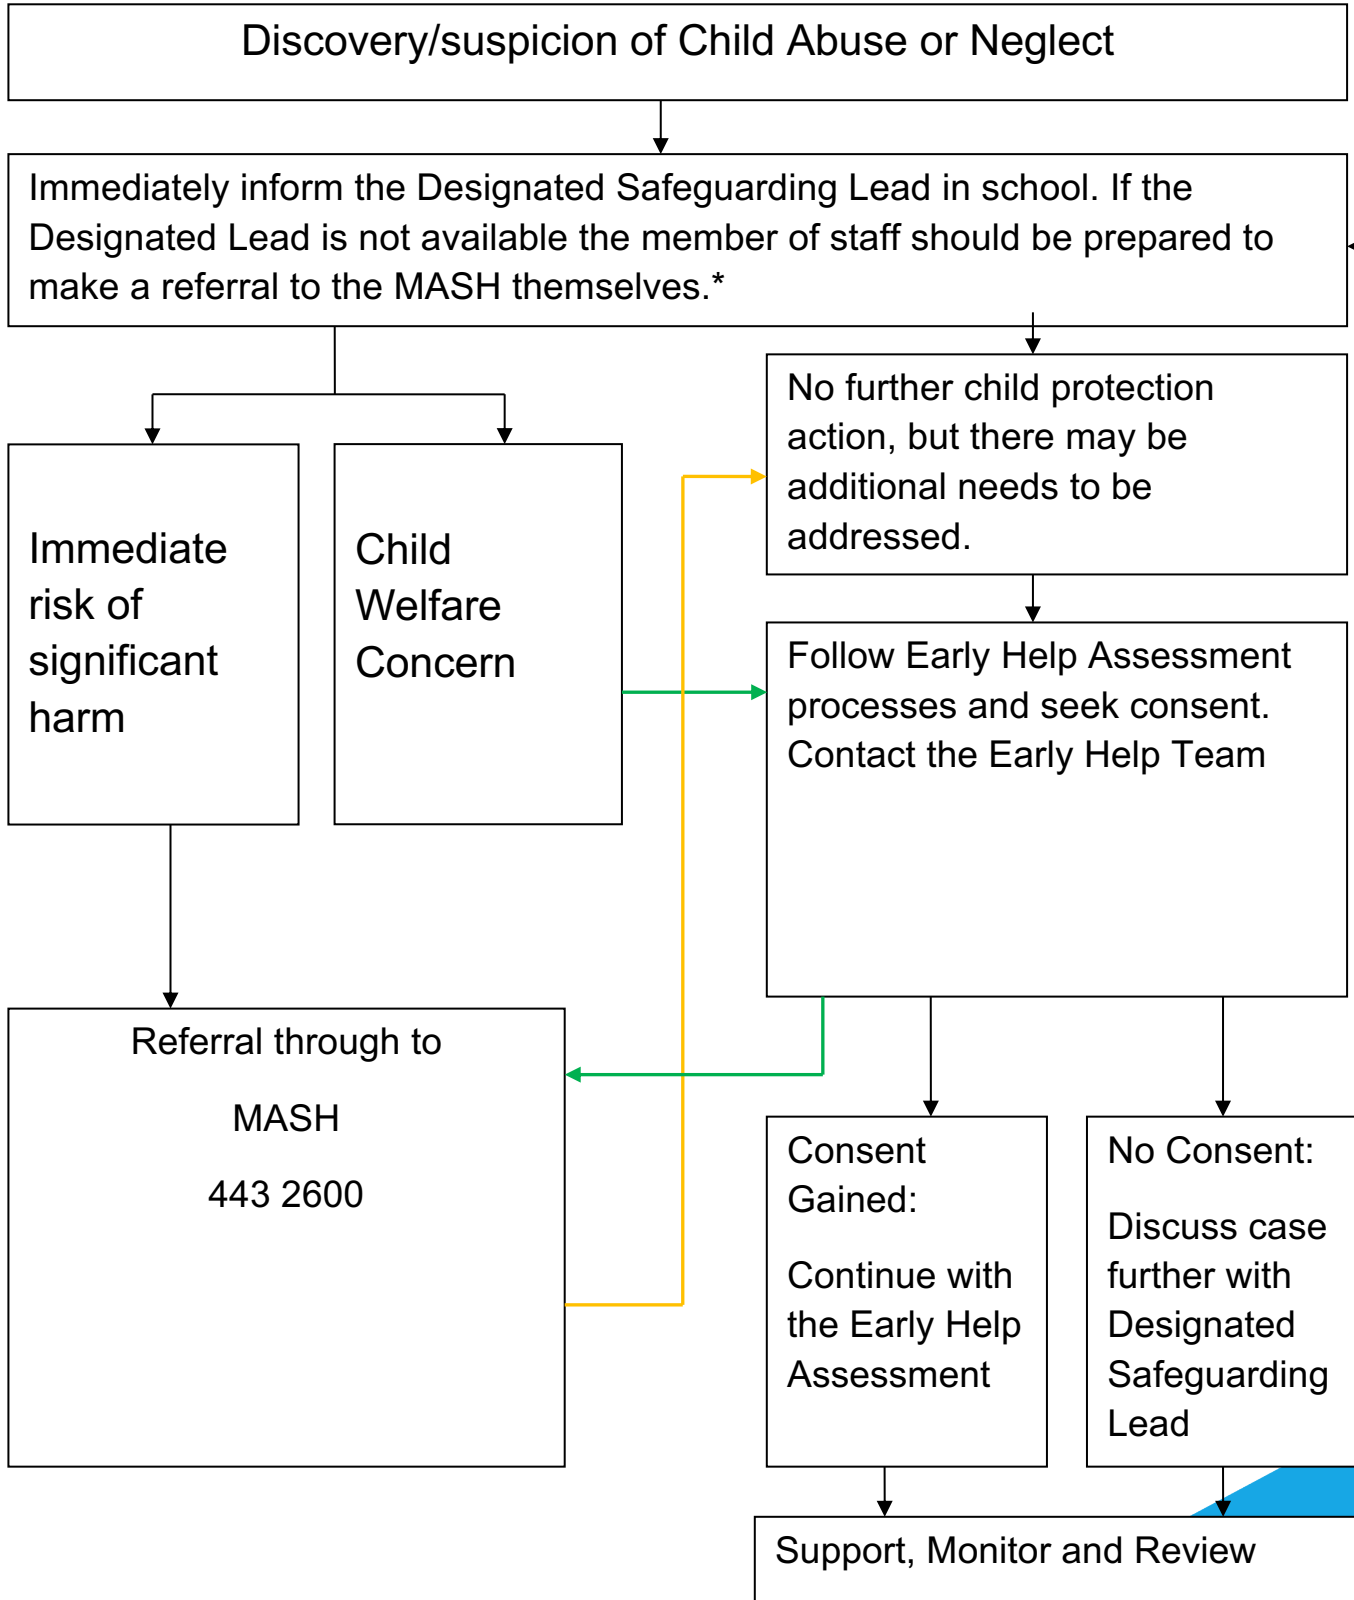 Discovery/suspicion of Child Abuse or Neglect
Immediately inform the Designated Safeguarding Lead in school. If the
Designated Lead is not available the member of staff should be prepared to
make a referral to the MASH themselves.*
No further child protection
action, but there may be
additional needs to be
addressed.
Immediate
risk of
significant
harm
Child
Welfare
Concern
Follow Early Help Assessment
processes and seek consent.
Contact the Early Help Team
Referral through to
MASH
443 2600
Consent
Gained:
Continue with
the Early Help
Assessment
No Consent:
Discuss case
further with
Designated
Safeguarding
Lead
Support, Monitor and Review